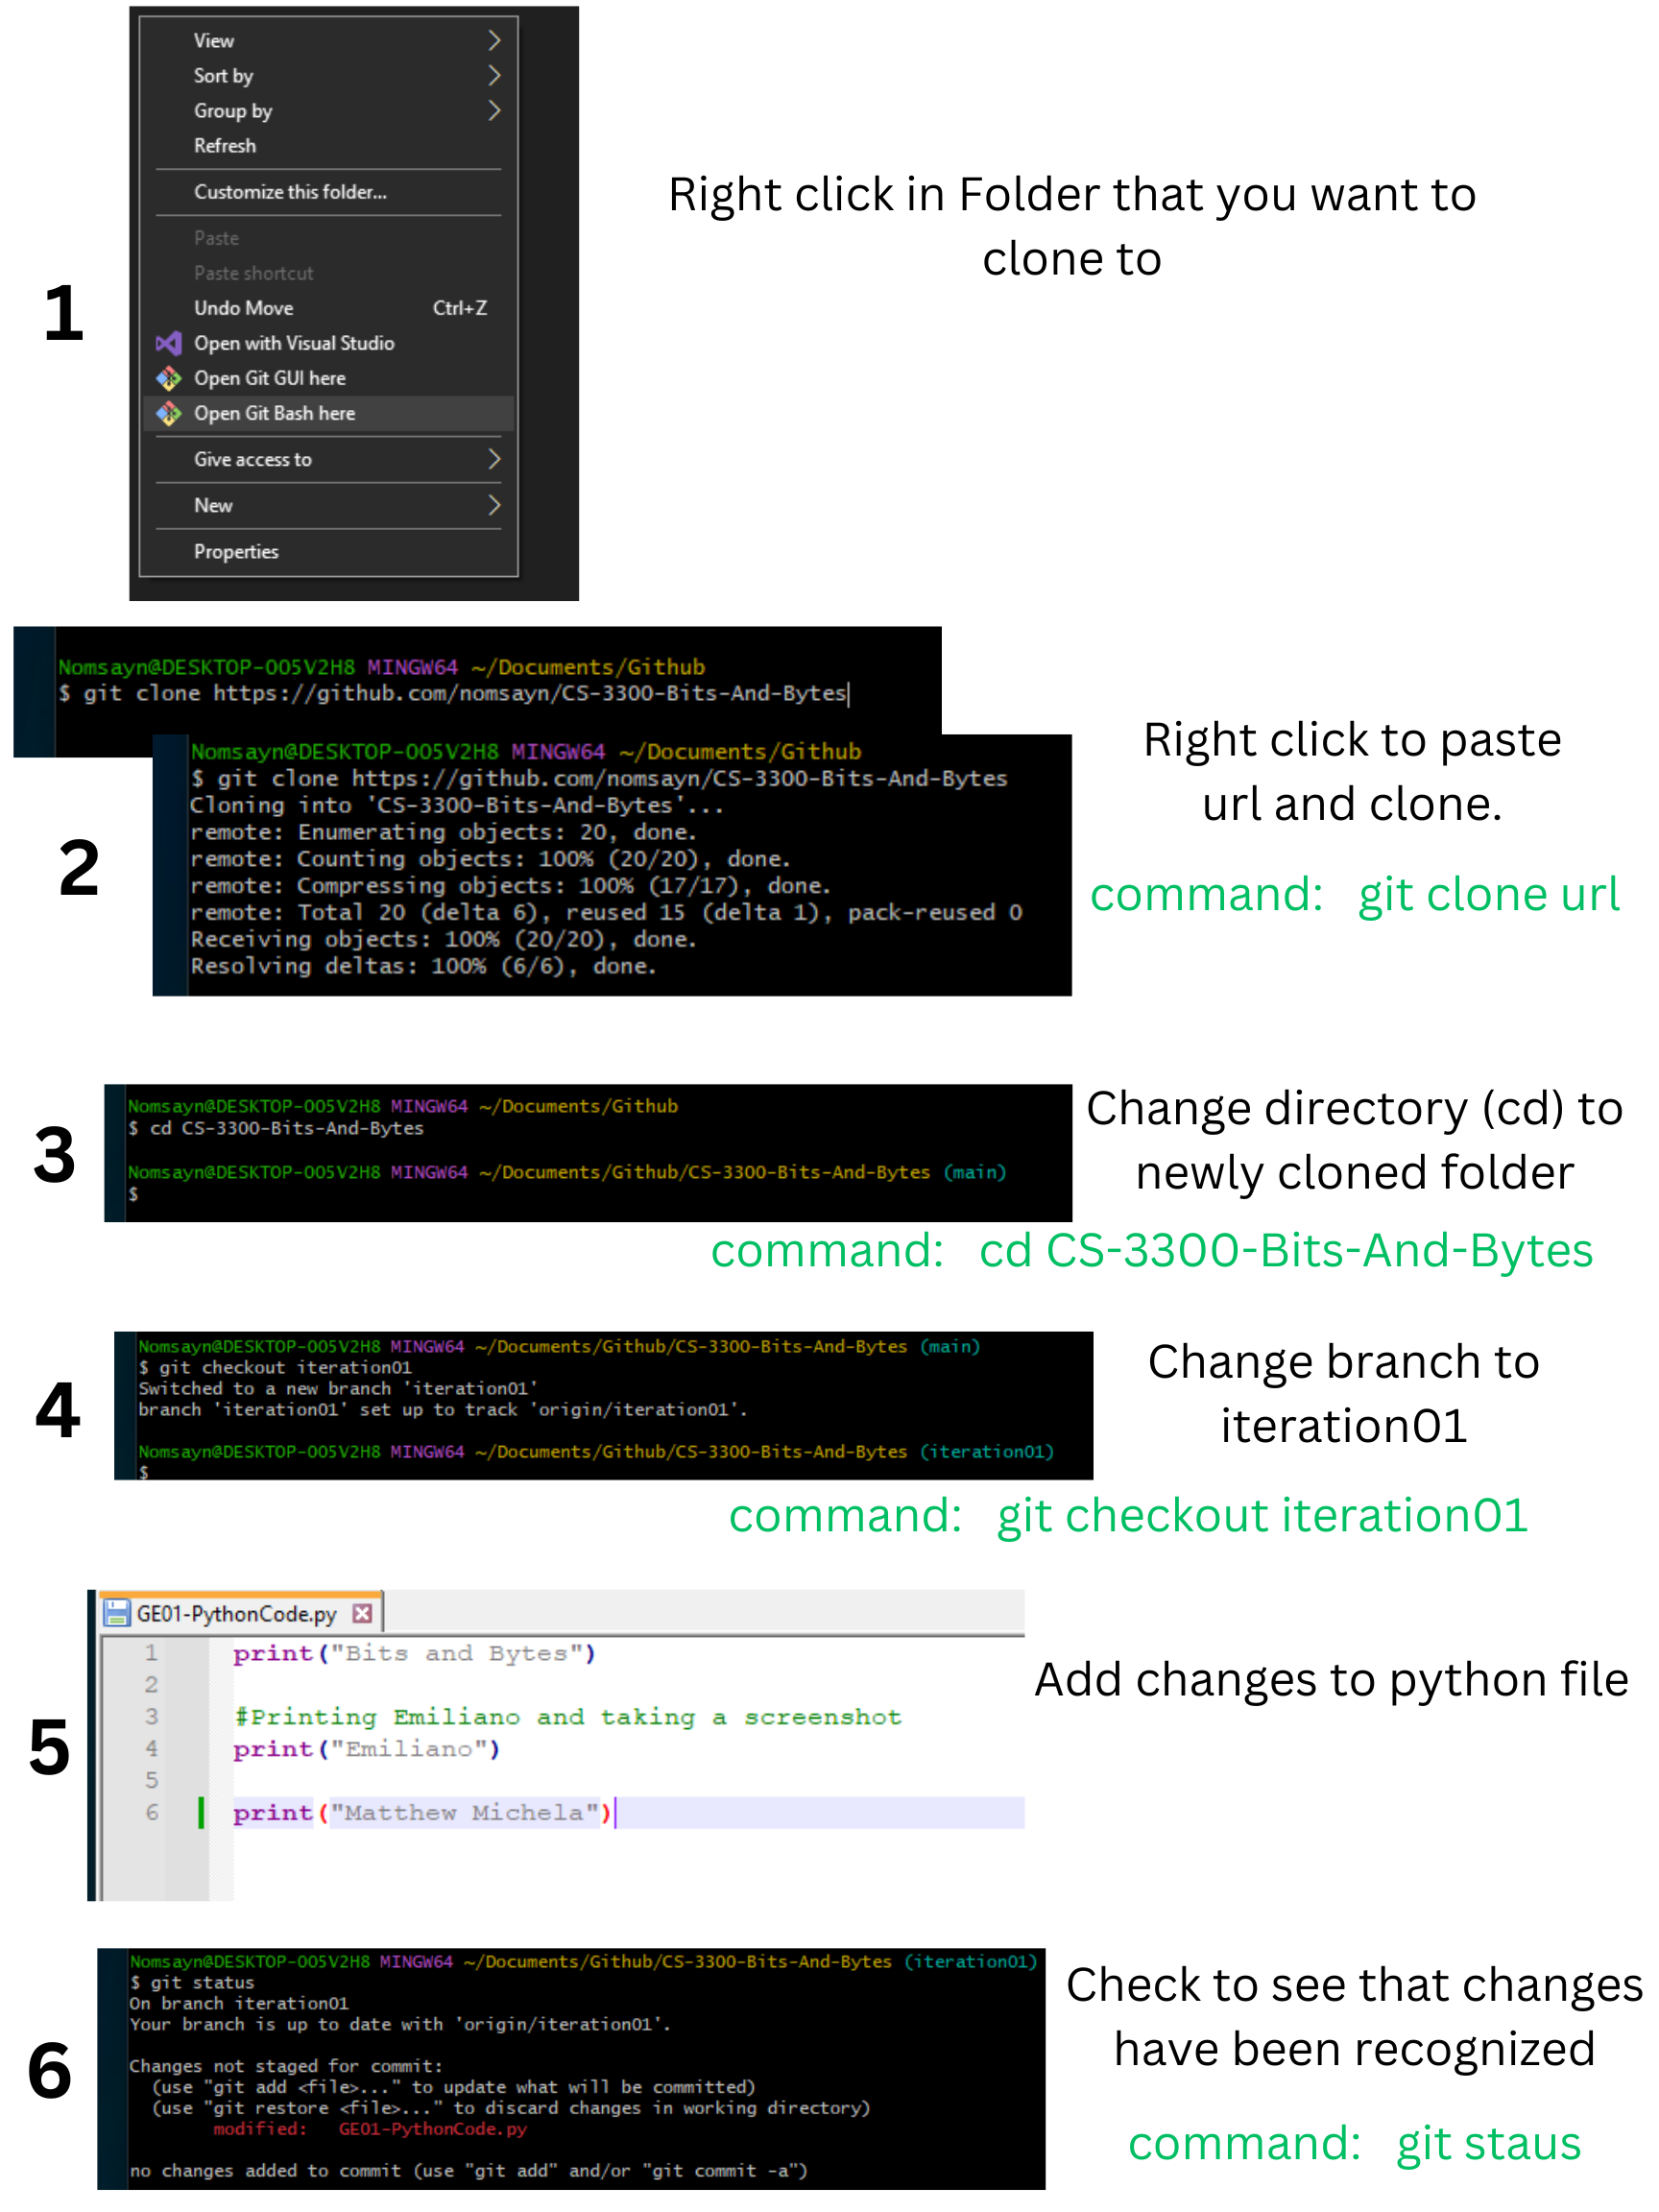 View
Sort by
Group by
Refresh
Customize this folder...
Paste
Paste shortcut
Undo Move Ctrl+Z
Open with Visual Studio
Open Git GUI here
Open Git Bash here
Give access to
New
Properties
1
Right click in Folder that you want to
clone to
Nomsayn@DESKTOP-OO5V2H8 MINGW64 ~/Documents/Github
$ git clone https://github.com/nomsayn/CS-3300-Bits-And-Bytes
Nomsayn@DESKTOP-OO5V2H8 MINGW64 ~/Documents/Github
$ git clone https://github.com/nomsayn/CS-3300-Bits-And-Bytes
Cloning into 'CS-3300-Bits-And-Bytes'...
remote: Enumerating objects: 20, done.
remote: Counting objects: 100% (20/20), done.
remote: Compressing objects: 100% (17/17), done.
remote: Total 20 (delta 6), reused 15 (delta 1), pack-reused 0
Receiving objects: 100% (20/20), done.
Resolving deltas: 100% (6/6), done.
2
Right click to paste
url and clone.
command: git clone url
3
Nomsayn@DESKTOP-OO5V2H8 MINGW64 ~/Documents/Github
$ cd CS-3300-Bits-And-Bytes
Nomsayn@DESKTOP-OO5V2H8 MINGW64 ~/Documents/Github/CS-3300-Bits-And-Bytes (main)
$
Change directory (cd) to
newly cloned folder
command: cd CS-3300-Bits-And-Bytes
4
Nomsayn@DESKTOP-OO5V2H8 MINGW64 ~/Documents/Github/CS-3300-Bits-And-Bytes (main)
$ git checkout iteration01
Switched to a new branch 'iteration01'
branch 'iteration01' set up to track 'origin/iteration01'.
Nomsayn@DESKTOP-OO5V2H8 MINGW64 ~/Documents/Github/CS-3300-Bits-And-Bytes (iteration01)
$
Change branch to
iteration01
command: git checkout iteration01
5
GE01-PythonCode.py
1 print("Bits and Bytes")
2
3 #Printing Emiliano and taking a screenshot
4 print("Emiliano")
5
6 print("Matthew Michela")
Add changes to python file
6
Nomsayn@DESKTOP-OO5V2H8 MINGW64 ~/Documents/Github/CS-3300-Bits-And-Bytes (iteration01)
$ git status
On branch iteration01
Your branch is up to date with 'origin/iteration01'.
Changes not staged for commit:
(use "git add <file>..." to update what will be committed)
(use "git restore <file>..." to discard changes in working directory)
modified: GE01-PythonCode.py
no changes added to commit (use "git add" and/or "git commit -a")
Check to see that changes
have been recognized
command: git staus